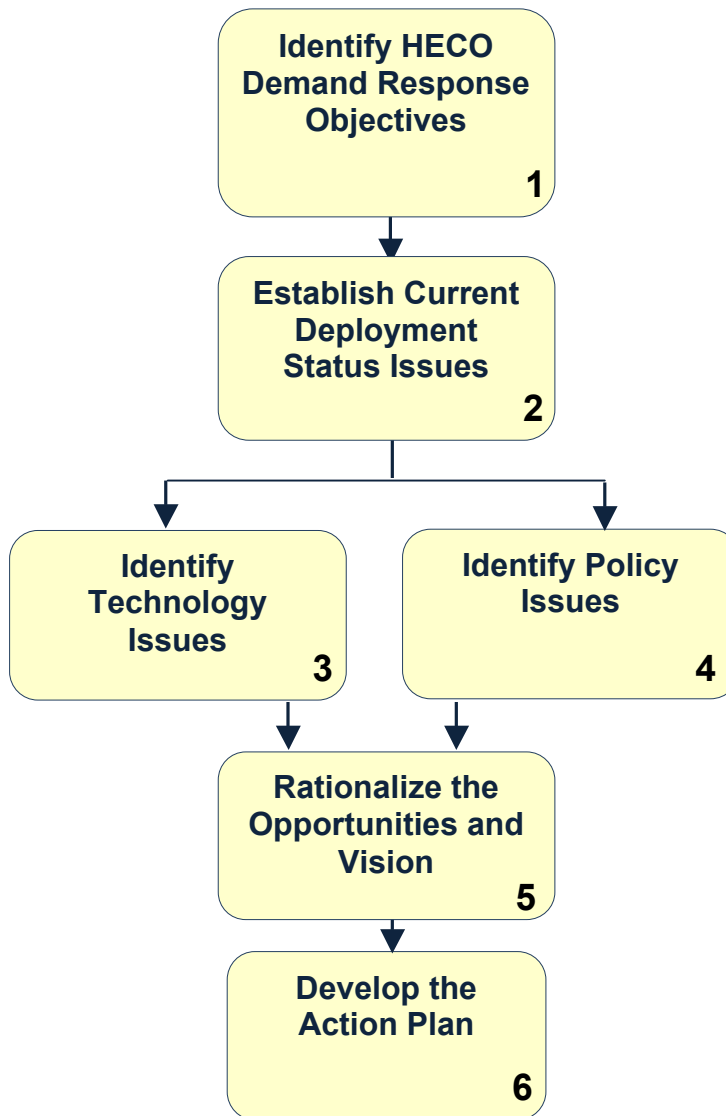 Identify HECO
Demand Response
Objectives
1
Establish Current
Deployment
Status Issues
2
Identify
Technology
Issues
3
Identify Policy
Issues
4
Rationalize the
Opportunities and
Vision
5
Develop the
Action Plan
6